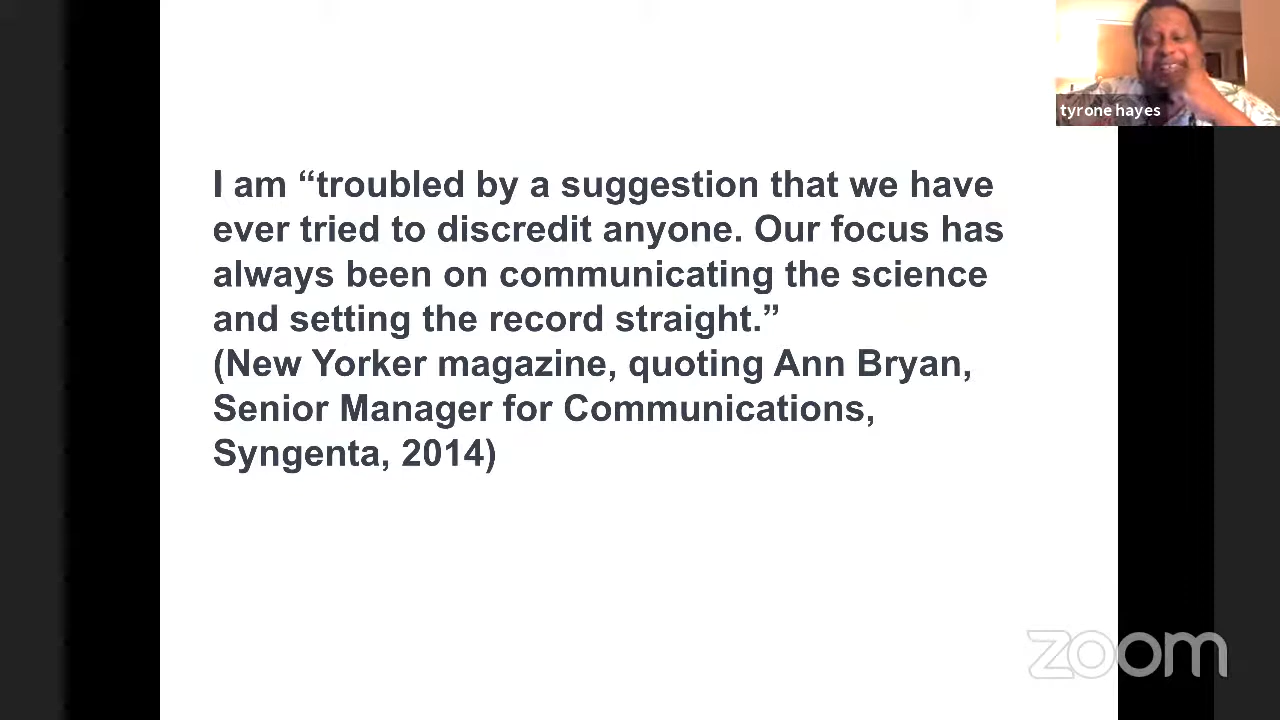 tyrone hayes
I am “troubled by a suggestion that we have
ever tried to discredit anyone. Our focus has
always been on communicating the science
and setting the record straight.”
(New Yorker magazine, quoting Ann Bryan,
Senior Manager for Communications,
Syngenta, 2014)
zoom